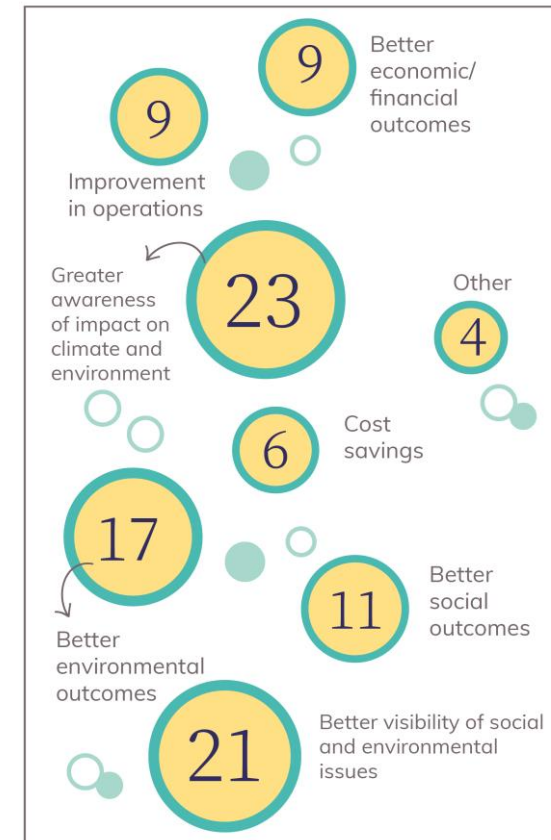 9
Better
economic/
financial
outcomes
9
Improvement
in operations
23
Greater
awareness
of impact on
climate and
environment
Other
4
6
Cost
savings
17
Better
environmental
outcomes
11
Better
social
outcomes
21
Better visibility of social
and environmental
issues